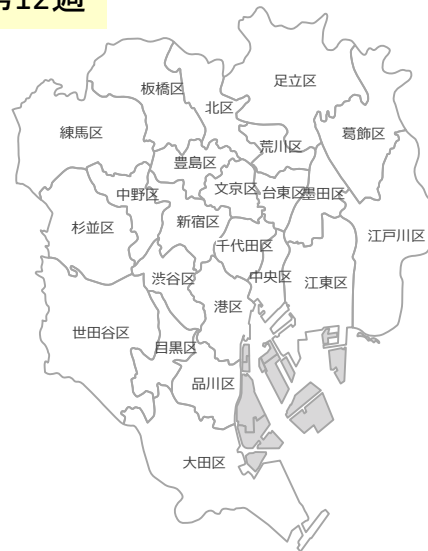 第12週
足立区
板橋区
北区
葛飾区
練馬区
荒川区
豊島区
文京区
台東区
墨田区
中野区
新宿区
杉並区
江戸川区
千代田区
中央区
渋谷区
江東区
港区
世田谷区
目黒区
品川区
大田区